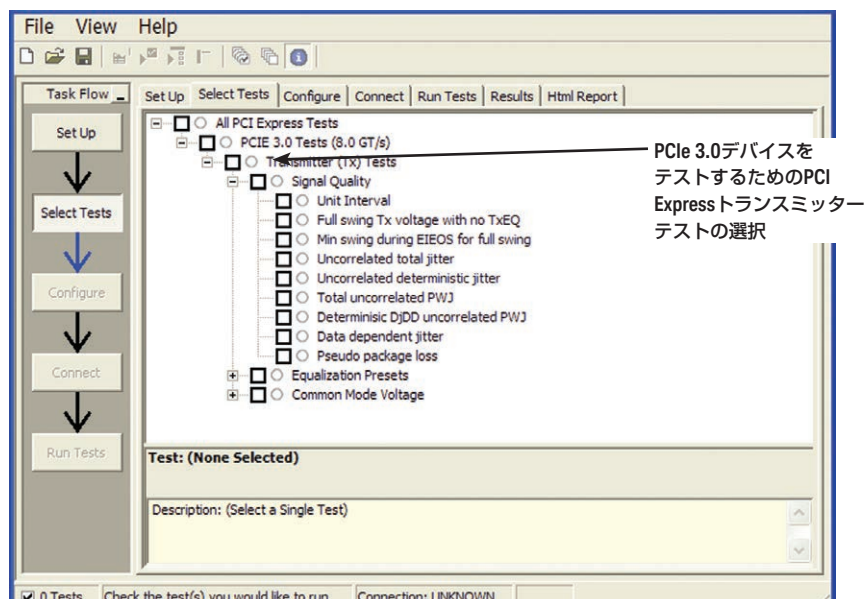 File View Help
Task Flow
Set Up
Select Tests
Configure
Connect
Run Tests
Set Up Select Tests Configure Connect Run Tests Results Html Report
All PCI Express Tests
PCIE 3.0 Tests (8.0 GT/s)
Transmitter (Tx) Tests
Signal Quality
Unit Interval
Full swing Tx voltage with no TxEQ
Min swing during EIEOS for full swing
Uncorrelated total jitter
Uncorrelated deterministic jitter
Total uncorrelated PWJ
Determinisic DjDD uncorrelated PWJ
Data dependent jitter
Pseudo package loss
Equalization Presets
Common Mode Voltage
PCIe 3.0デバイスを
テストするためのPCI
Expressトランスミッター
テストの選択
Test: (None Selected)
Description: (Select a Single Test)
0 Tests Check the test(s) you would like to run Connection: UNKNOWN